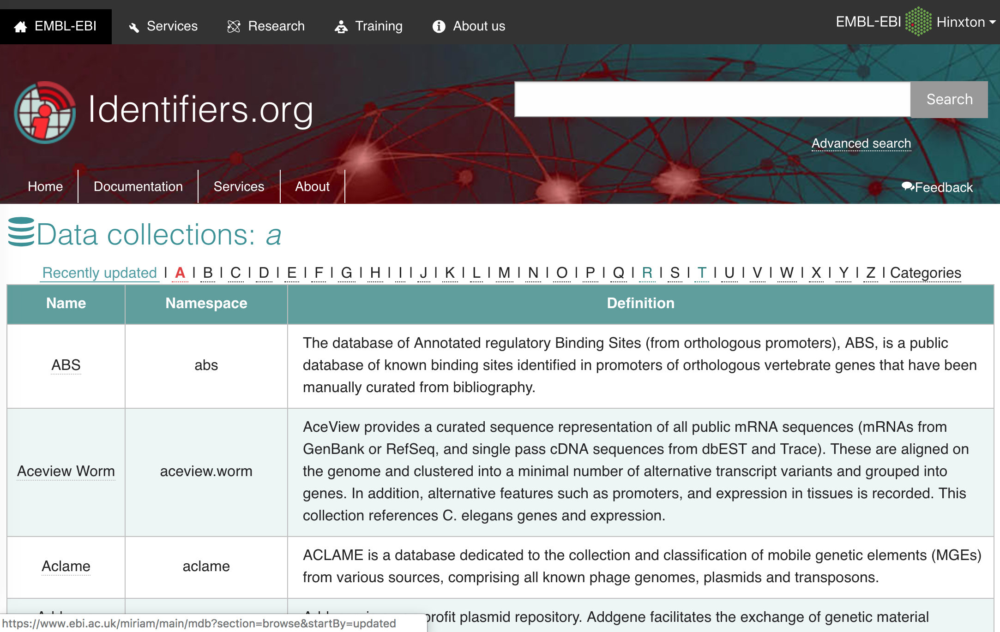 EMBL-EBI Services Research Training About us EMBL-EBI Hinxton
Identifiers.org
Search
Advanced search
Home Documentation Services About Feedback
Data collections: a
Recently updated | A | B | C | D | E | F | G | H | I | J | K | L | M | N | O | P | Q | R | S | T | U | V | W | X | Y | Z | Categories
Name Namespace Definition
ABS abs
The database of Annotated regulatory Binding Sites (from orthologous promoters), ABS, is a public
database of known binding sites identified in promoters of orthologous vertebrate genes that have been
manually curated from bibliography.
Aceview Worm aceview.worm
AceView provides a curated sequence representation of all public mRNA sequences (mRNAs from
GenBank or RefSeq, and single pass cDNA sequences from dbEST and Trace). These are aligned on
the genome and clustered into a minimal number of alternative transcript variants and grouped into
genes. In addition, alternative features such as promoters, and expression in tissues is recorded. This
collection references C. elegans genes and expression.
Aclame aclame
ACLAME is a database dedicated to the collection and classification of mobile genetic elements (MGEs)
from various sources, comprising all known phage genomes, plasmids and transposons.
plasmid repository. Addgene facilitates the exchange of genetic material
https://www.ebi.ac.uk/miriam/main/mdb?section=browse&startBy=updated